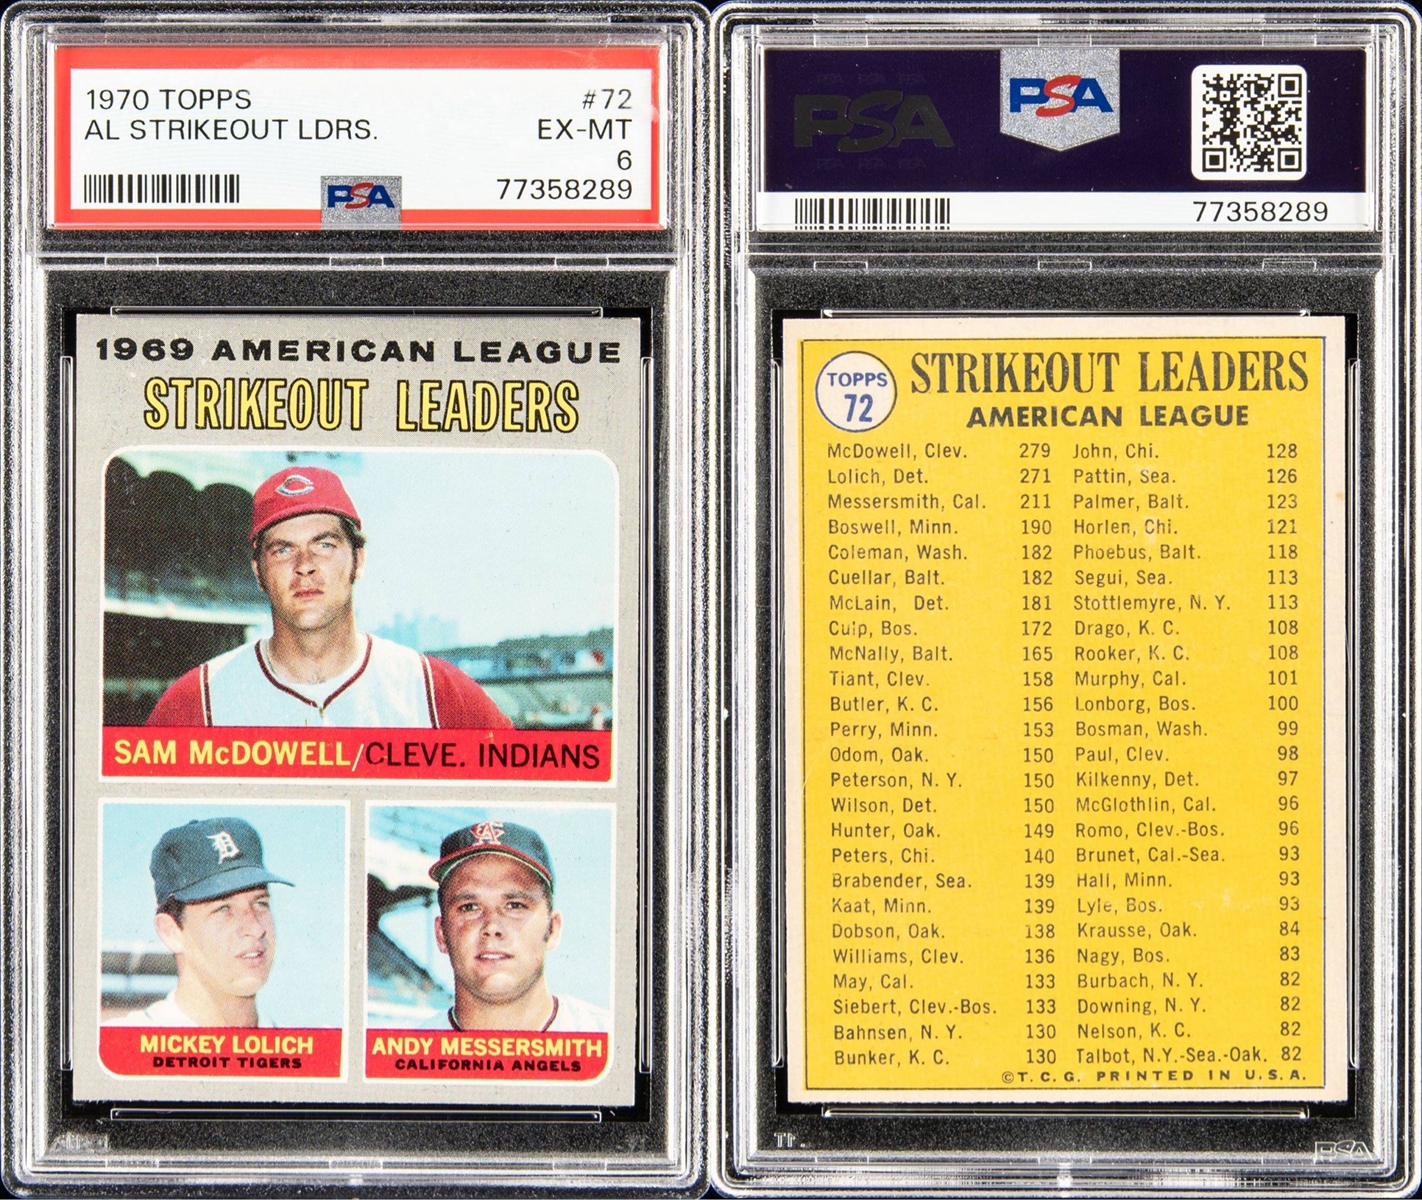 1970 TOPPS #72
AL STRIKEOUT LDRS. EX-MT
6
PSA 77358289
1969 AMERICAN LEAGUE
STRIKEOUT LEADERS
C
SAM McDOWELL/CLEVE. INDIANS
D
CA
MICKEY LOLICH
DETROIT TIGERS
ANDY MESSERSMITH
CALIFORNIA ANGELS
PSA PSA PSA
PSA
PSA PSA PSA
PSA
77358289
TOPPS
72
STRIKEOUT LEADERS
AMERICAN LEAGUE
McDowell, Clev. 279 John, Chi. 128
Lolich, Det. 271 Pattin, Sea. 126
Messersmith, Cal. 211 Palmer, Balt. 123
Boswell, Minn. 190 Horlen, Chi. 121
Coleman, Wash. 182 Phoebus, Balt. 118
Cuellar, Balt. 182 Segui, Sea. 113
McLain, Det. 181 Stottlemyre, N. Y. 113
Culp, Bos. 172 Drago, K. C. 108
McNally, Balt. 165 Rooker, K. C. 108
Tiant, Clev. 158 Murphy, Cal. 101
Butler, K. C. 156 Lonborg, Bos. 100
Perry, Minn. 153 Bosman, Wash. 99
Odom, Oak. 150 Paul, Clev. 98
Peterson, N. Y. 150 Kilkenny, Det. 97
Wilson, Det. 150 McGlothlin, Cal. 96
Hunter, Oak. 149 Romo, Clev.-Bos. 96
Peters, Chi. 140 Brunet, Cal.-Sea. 93
Brabender, Sea. 139 Hall, Minn. 93
Kaat, Minn. 139 Lyle, Bos. 93
Dobson, Oak. 138 Krausse, Oak. 84
Williams, Clev. 136 Nagy, Bos. 83
May, Cal. 133 Burbach, N. Y. 82
Siebert, Clev.-Bos. 133 Downing, N. Y. 82
Bahnsen, N. Y. 130 Nelson, K. C. 82
Bunker, K. C. 130 Talbot, N.Y.-Sea.-Oak. 82
©T. C. G. PRINTED IN U. S. A.
PSA